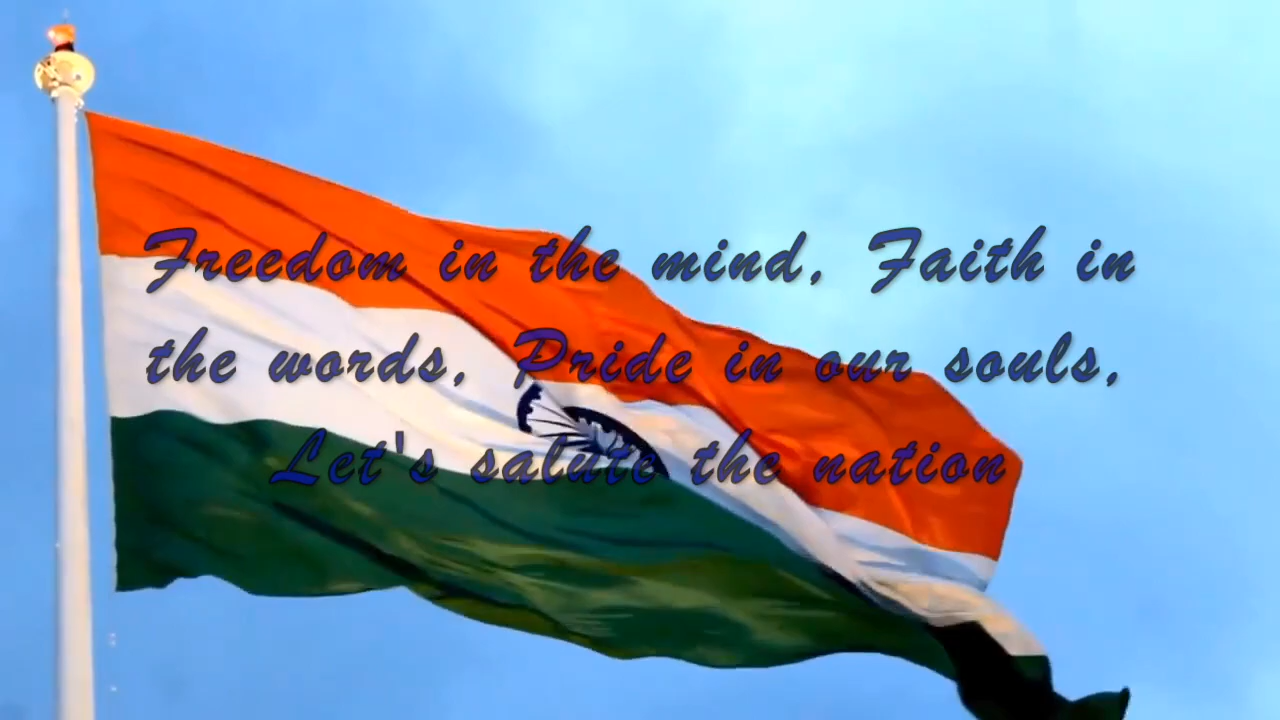 Freedom in the mind, Faith in
the words, Pride in our souls,
Let's salute the nation